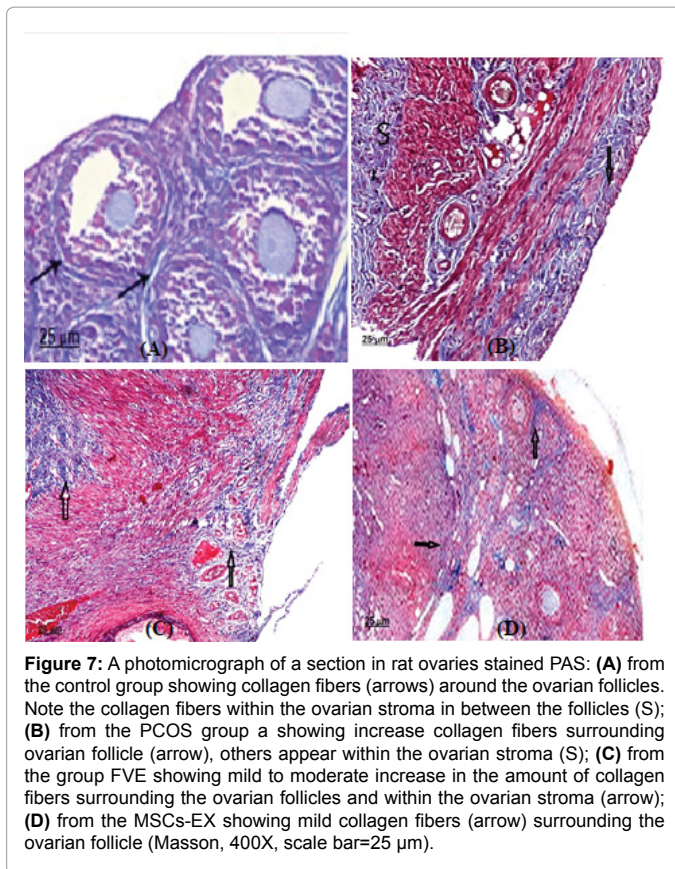 25 µm
(A)
S
25 µm
(B)
(C)
25 µm
(D)
Figure 7: A photomicrograph of a section in rat ovaries stained PAS: (A) from
the control group showing collagen fibers (arrows) around the ovarian follicles.
Note the collagen fibers within the ovarian stroma in between the follicles (S);
(B) from the PCOS group a showing increase collagen fibers surrounding
ovarian follicle (arrow), others appear within the ovarian stroma (S); (C) from
the group FVE showing mild to moderate increase in the amount of collagen
fibers surrounding the ovarian follicles and within the ovarian stroma (arrow);
(D) from the MSCs-EX showing mild collagen fibers (arrow) surrounding the
ovarian follicle (Masson, 400X, scale bar=25 µm).